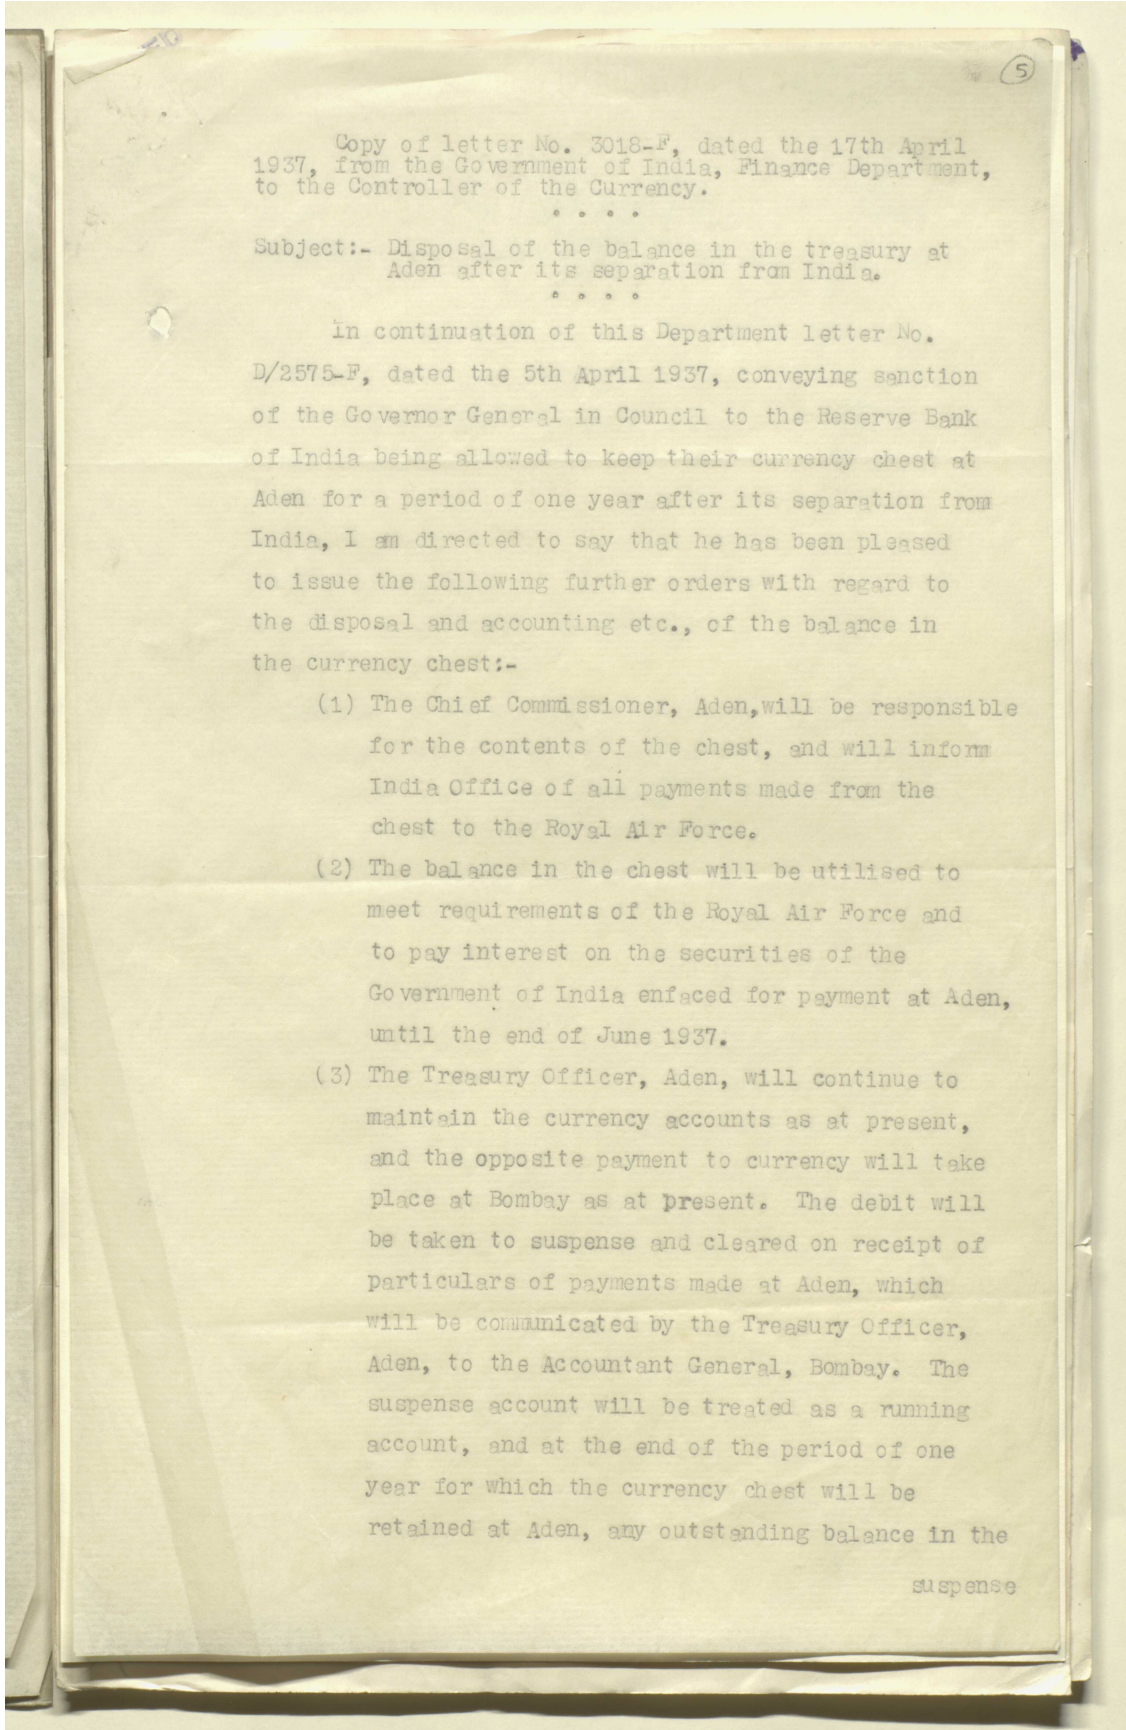 5
Copy of letter No. 3018-F, dated the 17th April
1937, from the Government of India, Finance Department,
to the Controller of the Currency.
. . . .
Subject:- Disposal of the balance in the treasury at
Aden after its separation from India.
. . . .
In continuation of this Department letter No.
D/2575-F, dated the 5th April 1937, conveying sanction
of the Governor General in Council to the Reserve Bank
of India being allowed to keep their currency chest at
Aden for a period of one year after its separation from
India, I am directed to say that he has been pleased
to issue the following further orders with regard to
the disposal and accounting etc., of the balance in
the currency chest:-
(1) The Chief Commissioner, Aden,will be responsible
for the contents of the chest, and will inform
India Office of all payments made from the
chest to the Royal Air Force.
(2) The balance in the chest will be utilised to
meet requirements of the Royal Air Force and
to pay interest on the securities of the
Government of India enfaced for payment at Aden,
until the end of June 1937.
(3) The Treasury Officer, Aden, will continue to
maintain the currency accounts as at present,
and the opposite payment to currency will take
place at Bombay as at present. The debit will
be taken to suspense and cleared on receipt of
particulars of payments made at Aden, which
will be communicated by the Treasury Officer,
Aden, to the Accountant General, Bombay. The
suspense account will be treated as a running
account, and at the end of the period of one
year for which the currency chest will be
retained at Aden, any outstanding balance in the
suspense